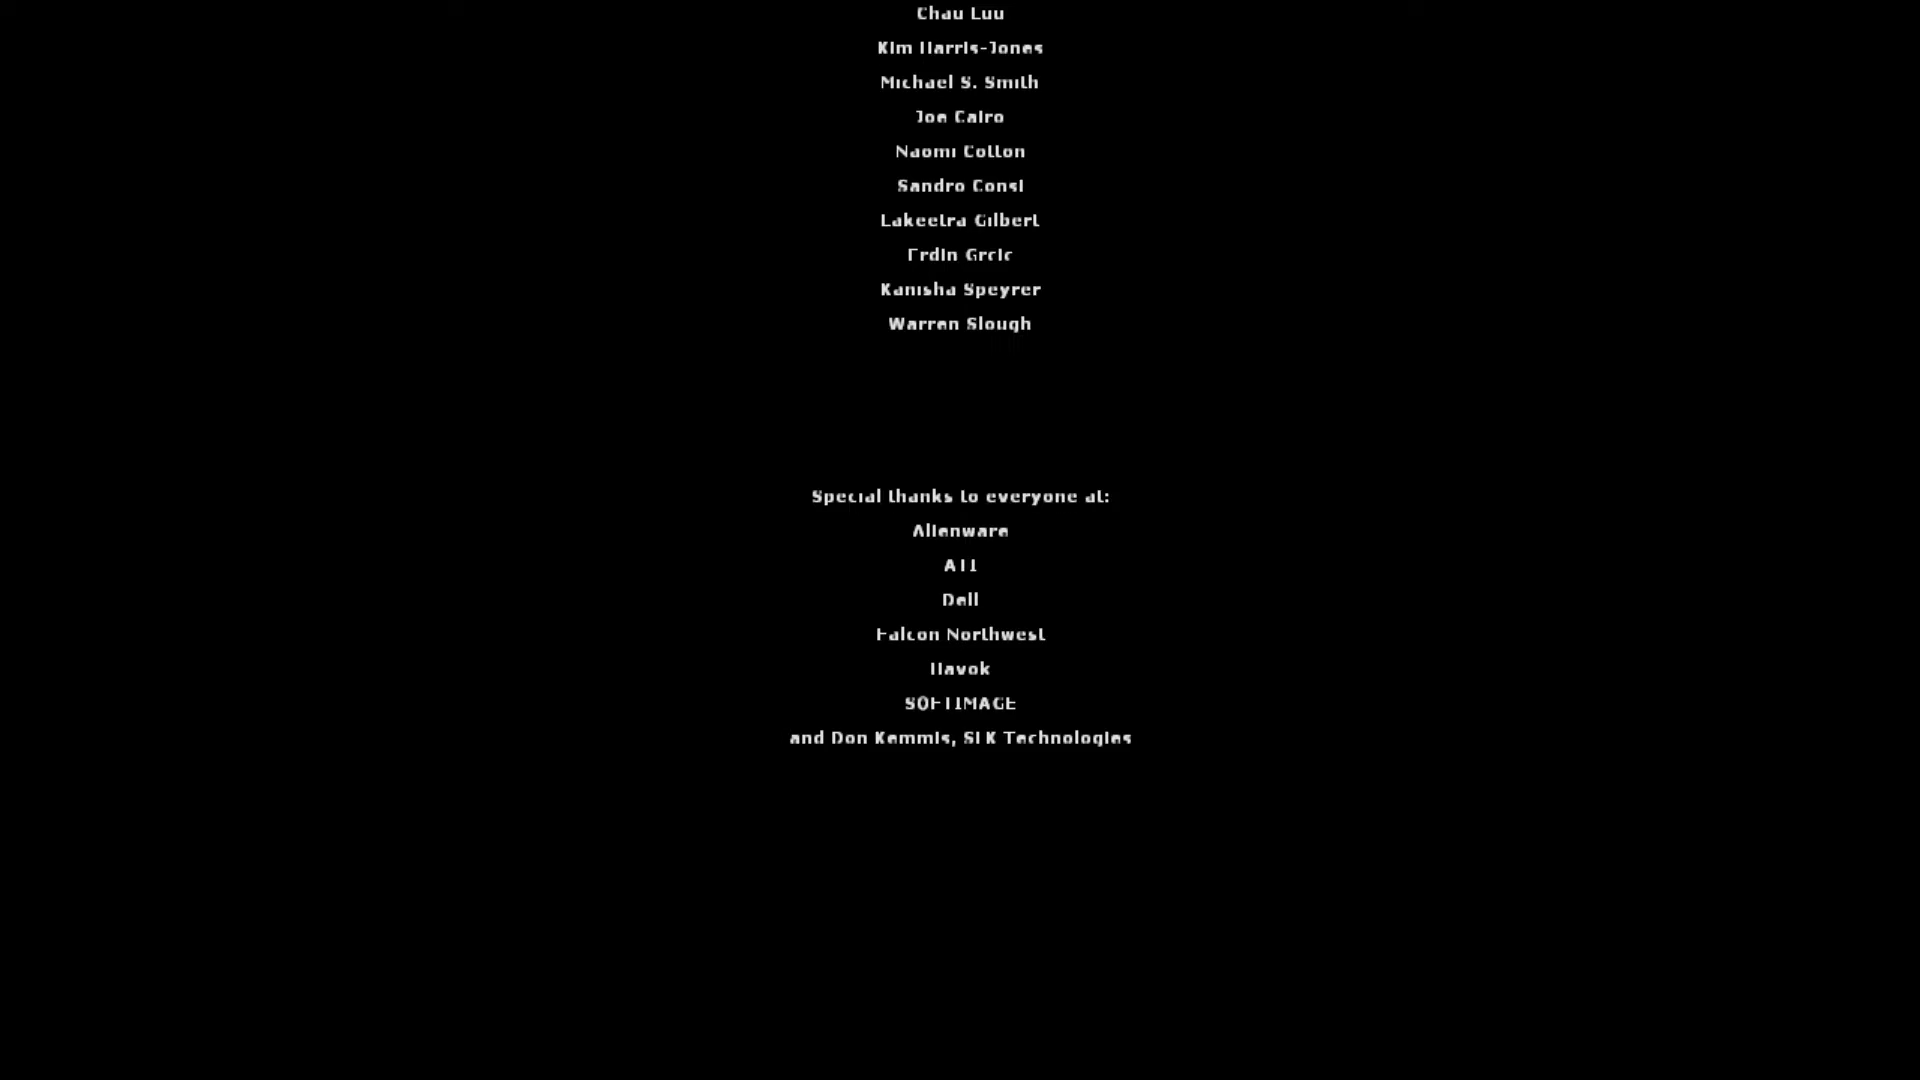 Chau Luu
Kim Harris-Jones
Michael S. Smith
Joe Cairo
Naomi Cotton
Sandro Consi
Lakeetra Gilbert
Erdin Grcic
Kanisha Speyrer
Warren Slough
Special thanks to everyone at:
Alienware
ATI
Dell
Falcon Northwest
Havok
SOFTIMAGE
and Don Kemmis, SLK Technologies